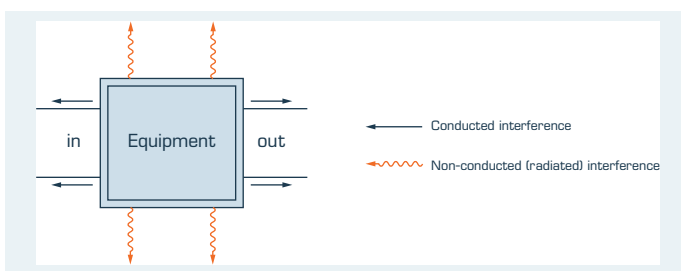 in
Equipment
out
Conducted interference
Non-conducted (radiated) interference